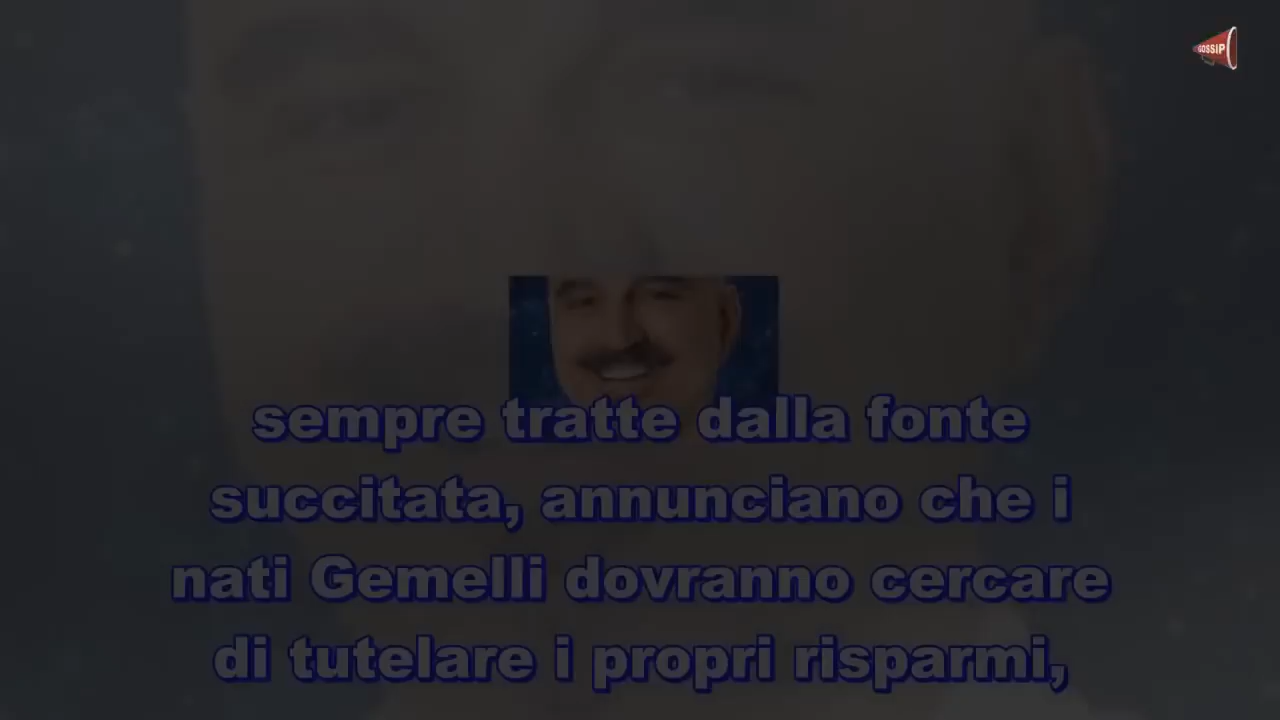 GOSSIP
sempre tratte dalla fonte
succitata, annunciano che i
nati Gemelli dovranno cercare
di tutelare i propri risparmi,